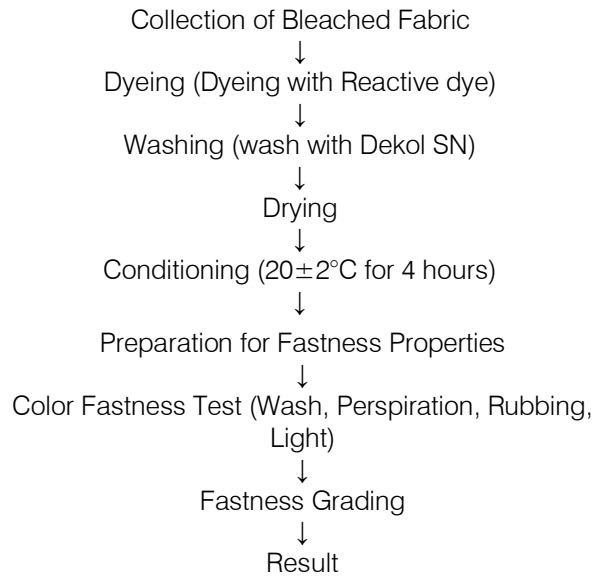 Collection of Bleached Fabric
↓
Dyeing (Dyeing with Reactive dye)
↓
Washing (wash with Dekol SN)
↓
Drying
↓
Conditioning (20±2°C for 4 hours)
↓
Preparation for Fastness Properties
↓
Color Fastness Test (Wash, Perspiration, Rubbing,
Light)
↓
Fastness Grading
↓
Result